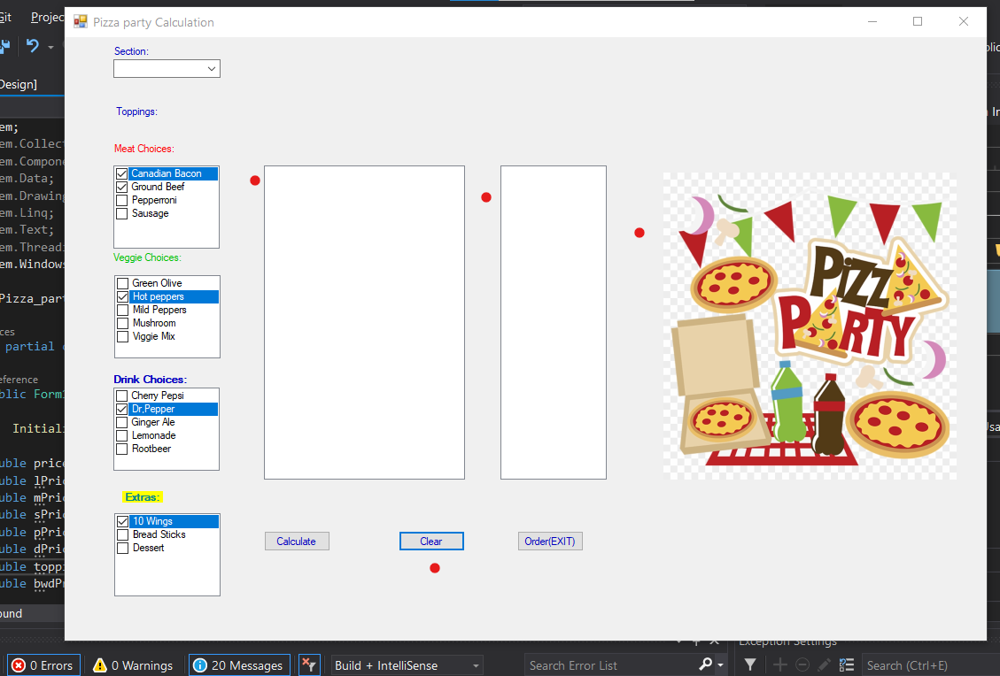 Git Projec
Pizza party Calculation
Design]
Section:
Toppings:
Meat Choices:
Canadian Bacon
Ground Beef
Pepperroni
Sausage
Veggie Choices:
Green Olive
Hot peppers
Mild Peppers
Mushroom
Viggie Mix
Drink Choices:
Cherry Pepsi
Dr,Pepper
Ginger Ale
Lemonade
Rootbeer
Extras:
10 Wings
Bread Sticks
Dessert
Calculate
Clear
Order(EXIT)
PiZZ
PARTY
em;
em.Collect
em.Compone
em.Data;
em.Drawing
em.Linq;
em.Text;
em.Threadi
em.Windows
Pizza_part
ces
partial c
eference
blic Form1
Initiali
uble price
uble lPric
uble mPric
uble sPric
uble pPric
uble dPric
uble toppi
uble bwdPr
ound
Exception Settings
0 Errors
0 Warnings
20 Messages
Build + IntelliSense
Search Error List
Search (Ctrl+E)